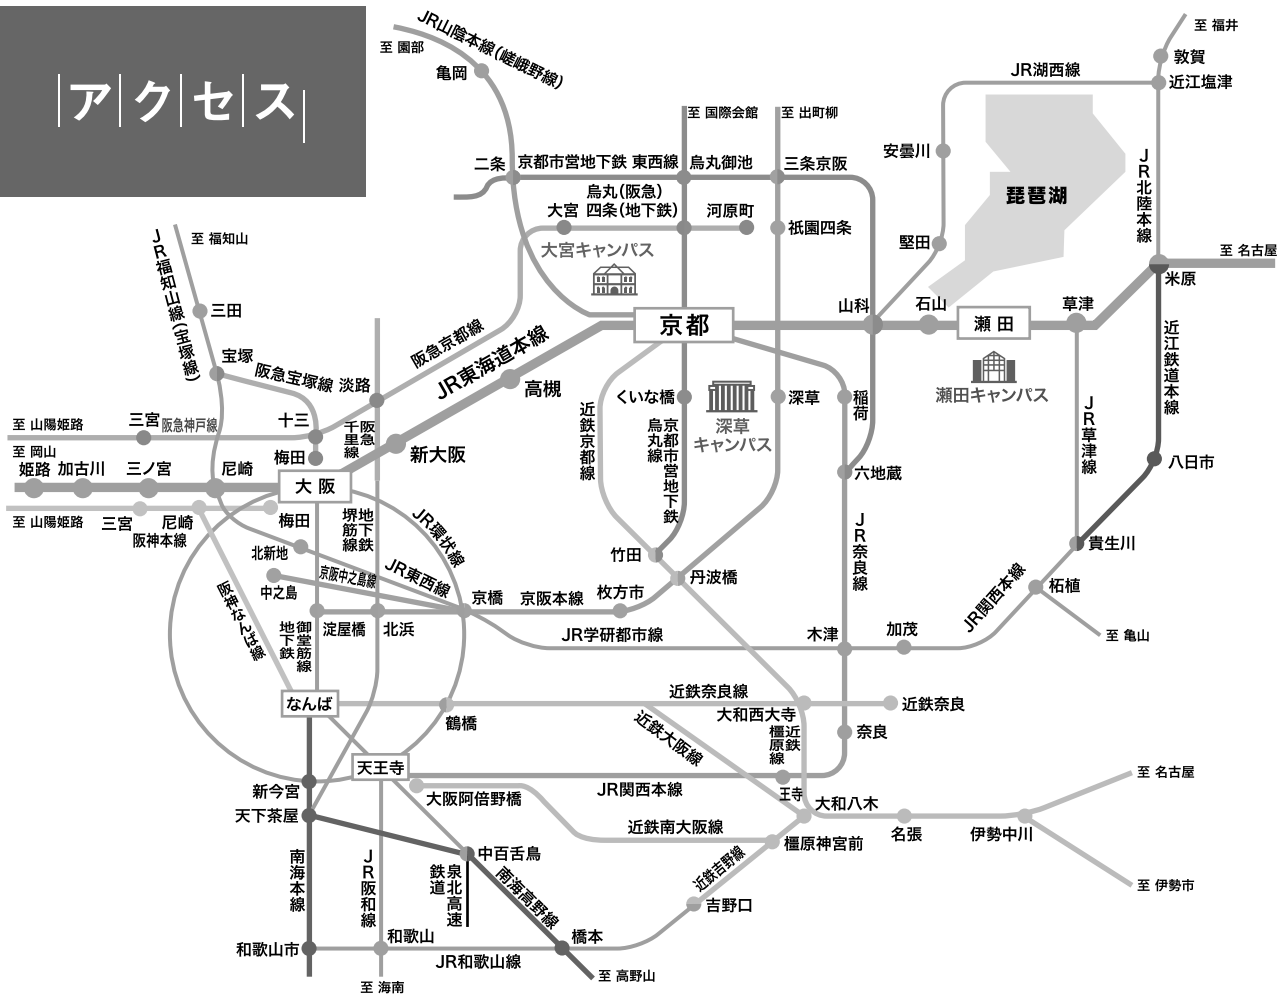 アクセス
JR山陰本線(嵯峨野線)
至 園部
亀岡
至 福井
敦賀
近江塩津
JR湖西線
至 国際会館
至 出町柳
安曇川
JR北陸本線
琵琶湖
二条
京都市営地下鉄 東西線
烏丸御池
三条京阪
烏丸(阪急)
四条(地下鉄)
大宮
河原町
祇園四条
堅田
至 名古屋
米原
大宮キャンパス
JR福知山線(宝塚線)
至 福知山
三田
宝塚
阪急宝塚線
淡路
阪急京都線
JR東海道本線
高槻
京都
山科
石山
瀬田
草津
近江鉄道本線
瀬田キャンパス
くいな橋
深草
深草
キャンパス
稲荷
近鉄京都線
京都市営地下鉄
烏丸線
JR草津線
至 山陽姫路
三宮
阪急神戸線
十三
阪急
千里線
至 岡山
姫路
加古川
三ノ宮
尼崎
梅田
新大阪
大阪
六地蔵
八日市
至 山陽姫路
三宮
尼崎
阪神本線
梅田
地下鉄
堺筋線
JR環状線
北新地
京阪中之島線
JR東西線
中之島
竹田
丹波橋
JR奈良線
貴生川
柘植
JR関西本線
至 亀山
阪神なんば線
京橋
京阪本線
枚方市
淀屋橋
北浜
御堂筋線
地下鉄
JR学研都市線
木津
加茂
なんば
鶴橋
近鉄奈良線
近鉄奈良
大和西大寺
近鉄
橿原線
近鉄大阪線
奈良
天王寺
新今宮
天下茶屋
大阪阿倍野橋
JR関西本線
王寺
大和八木
至 名古屋
近鉄南大阪線
橿原神宮前
名張
伊勢中川
至 伊勢市
中百舌鳥
南海本線
JR阪和線
泉北高速
鉄道
南海高野線
近鉄吉野線
吉野口
和歌山市
和歌山
JR和歌山線
橋本
至 高野山
至 海南